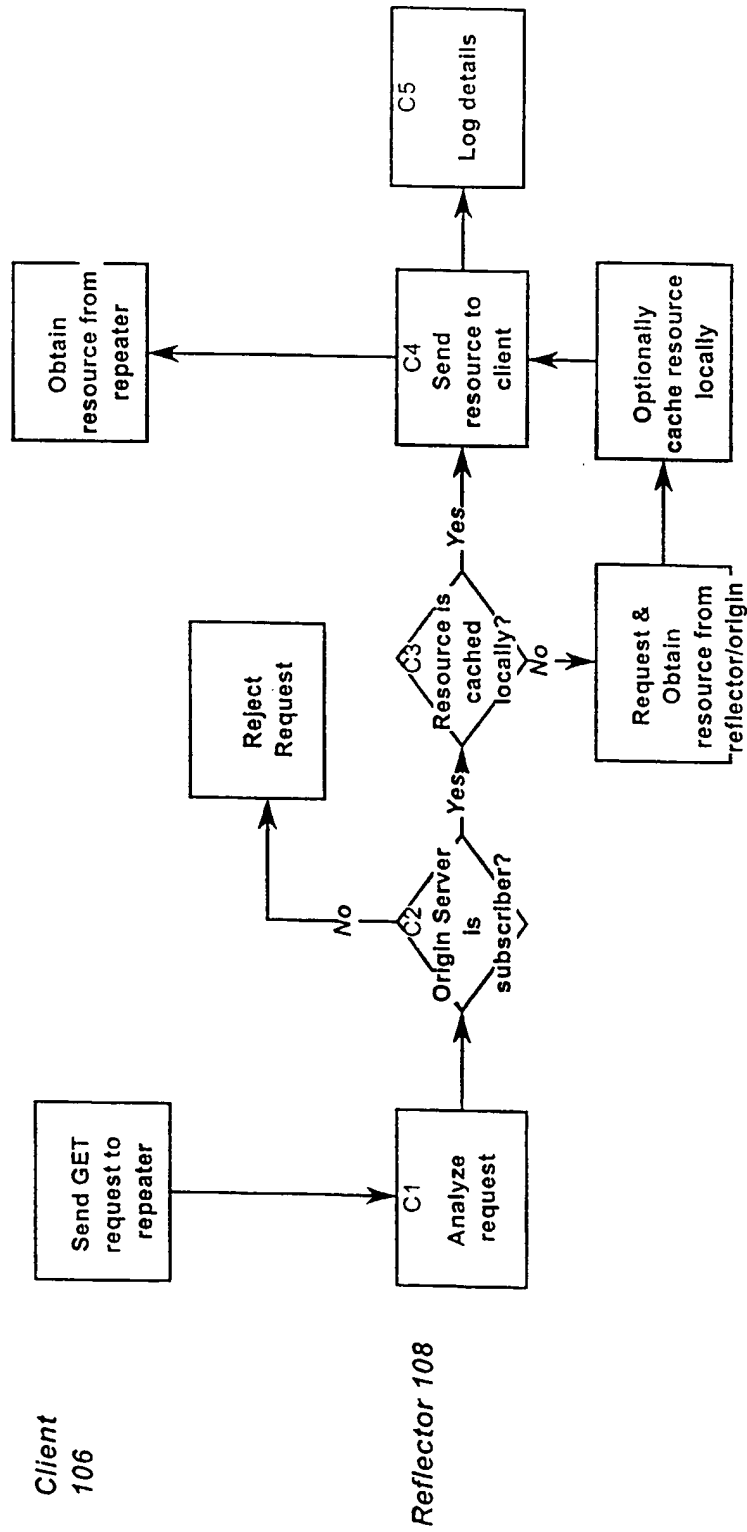 Client
106
Send GET
request to
repeater
Obtain
resource from
repeater
Reject
Request
Reflector 108
C1
Analyze
request
C2
Origin Server
is
subscriber?
No
Yes
C3
Resource is
cached
locally?
Yes
No
C4
Send
resource to
client
C5
Log details
Request &
Obtain
resource from
reflector/origin
Optionally
cache resource
locally